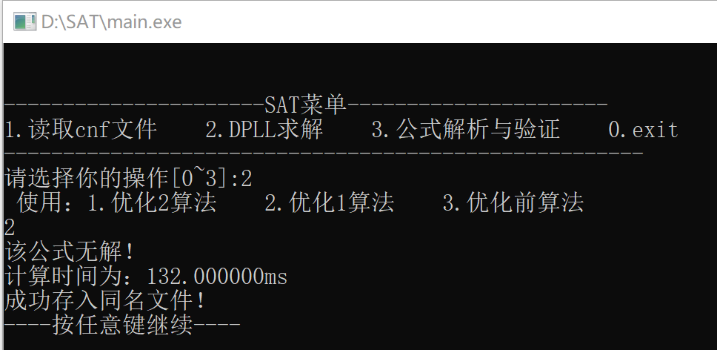 D:\SAT\main.exe
----------------------SAT菜单----------------------
1.读取cnf文件    2.DPLL求解    3.公式解析与验证    0.exit
------------------------------------------------------
请选择你的操作[0~3]:2
 使用: 1.优化2算法    2.优化1算法    3.优化前算法
2
该公式无解!
计算时间为: 132.000000ms
成功存入同名文件!
----按任意键继续----